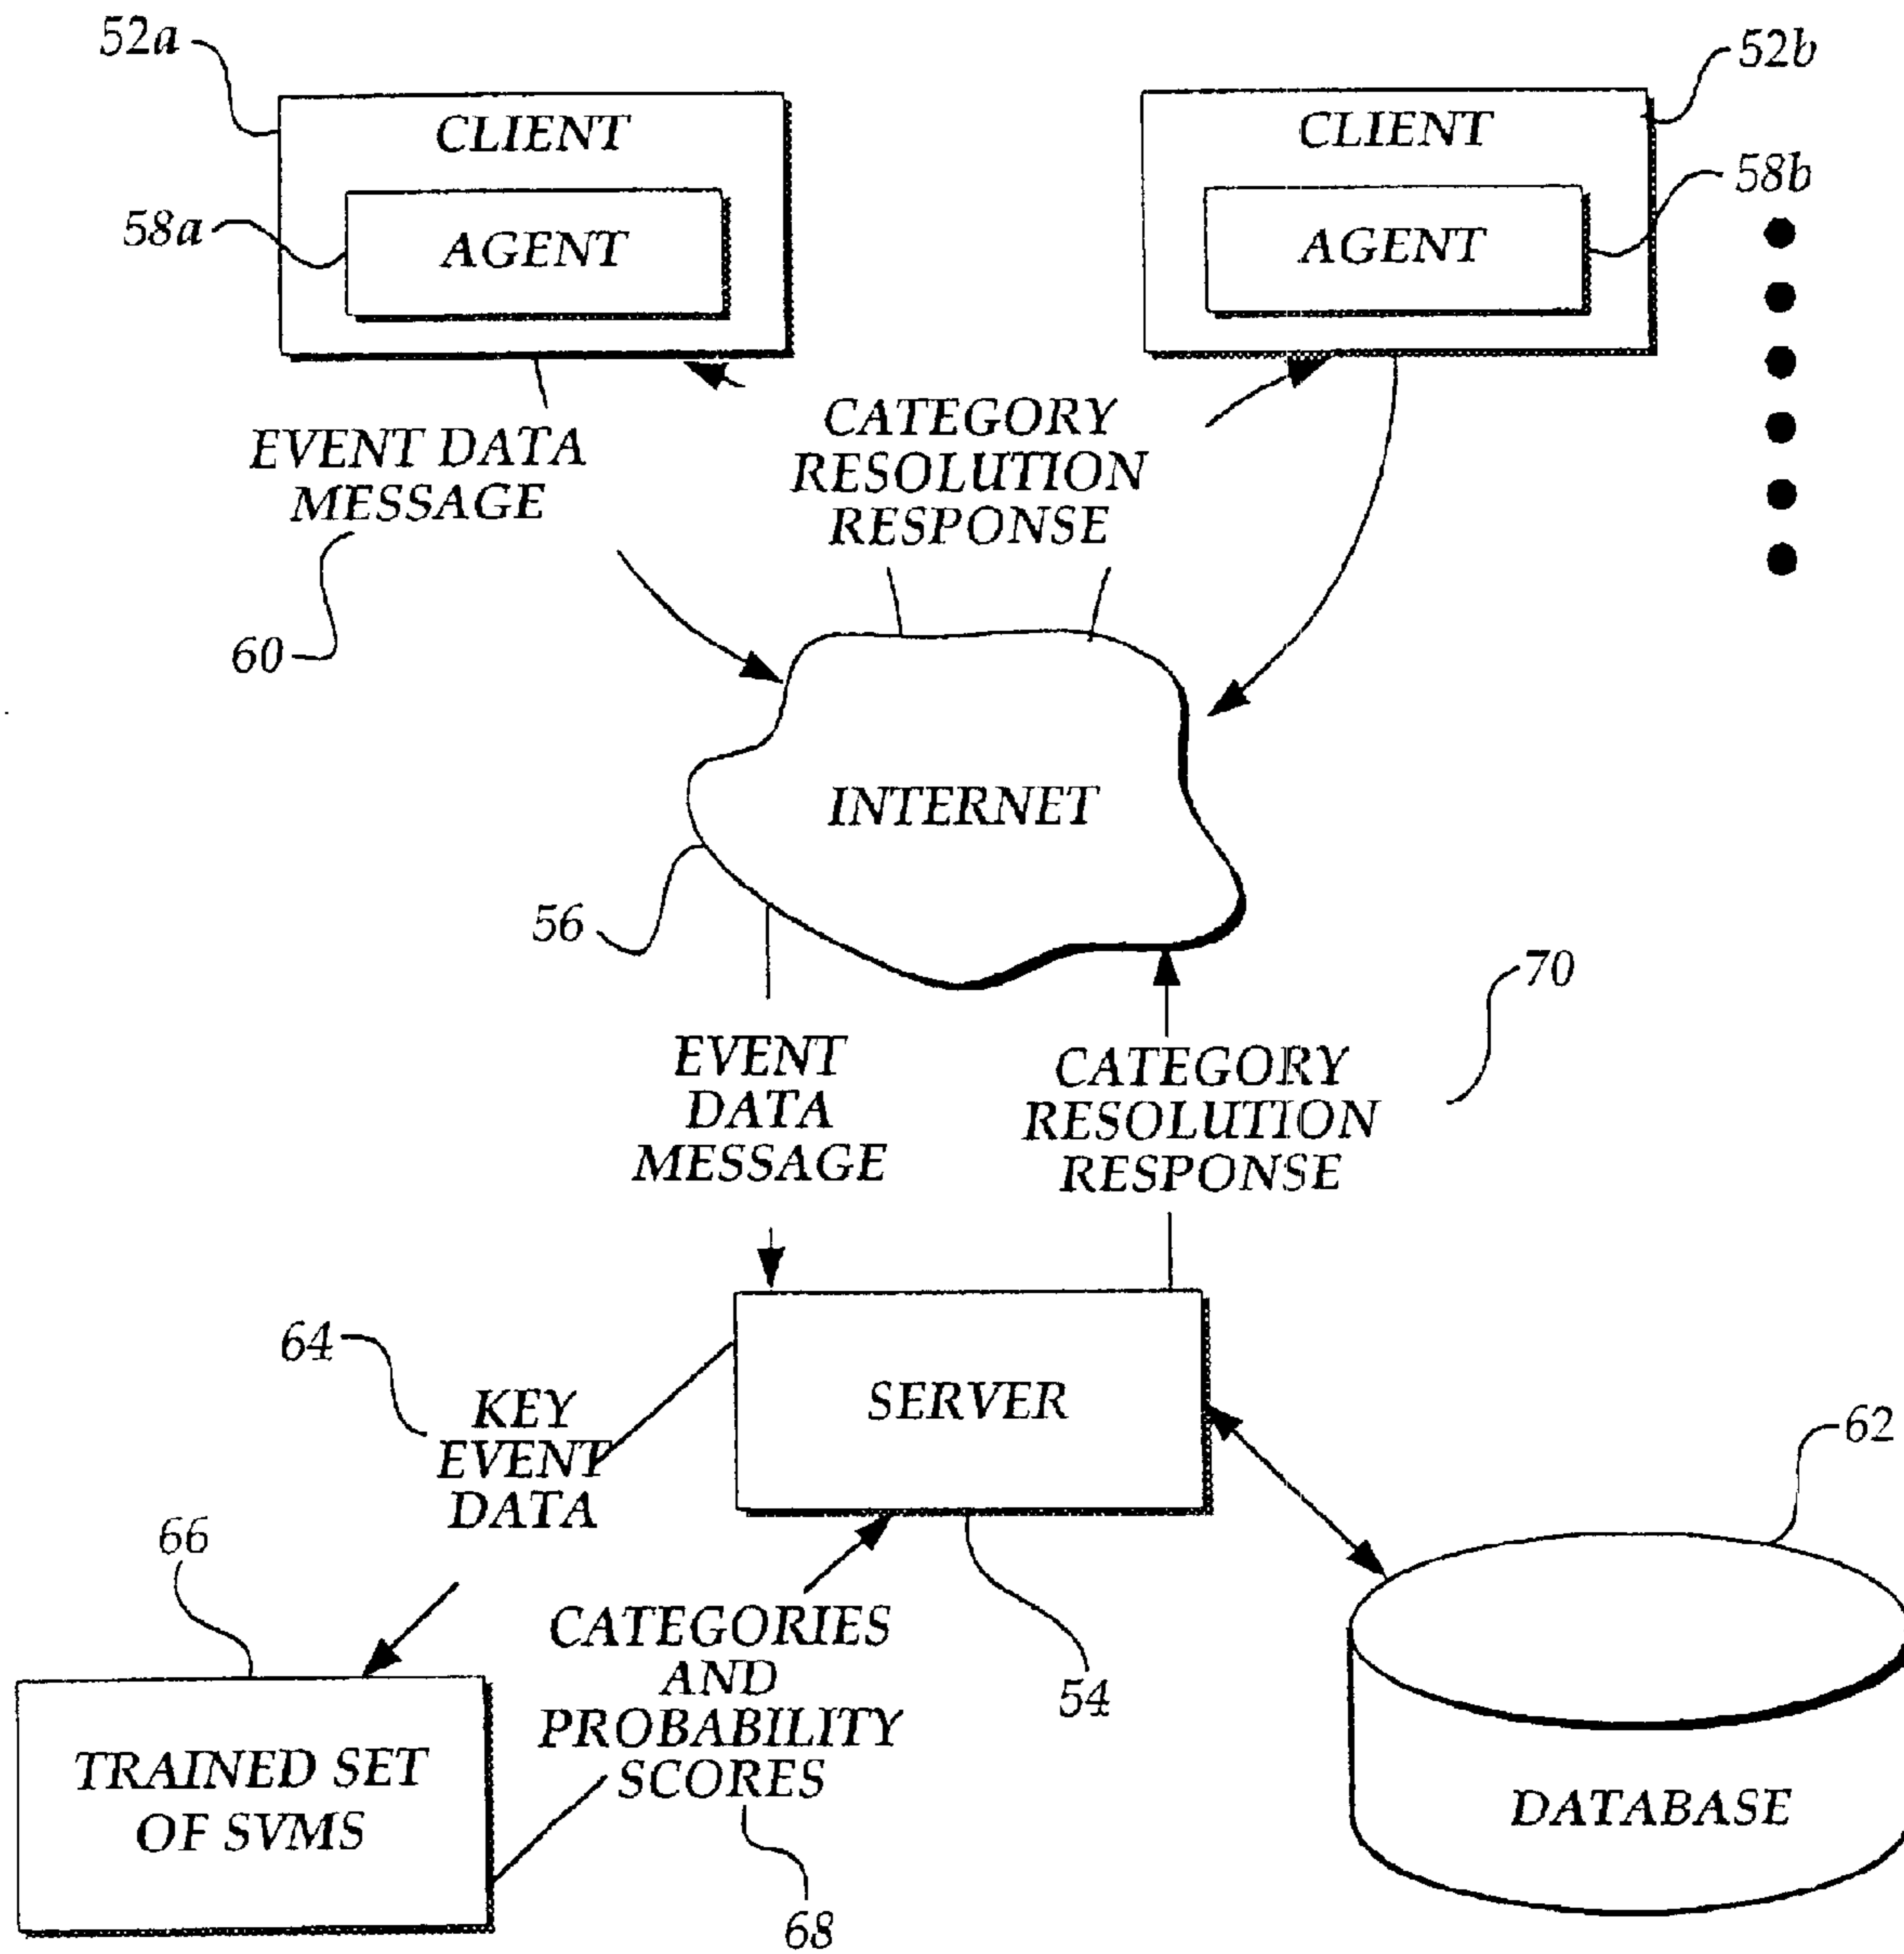 52a
52b
CLIENT
CLIENT
58a
AGENT
58b
AGENT
EVENT DATA
MESSAGE
CATEGORY
RESOLUTION
RESPONSE
60
INTERNET
56
70
EVENT
DATA
MESSAGE
CATEGORY
RESOLUTION
RESPONSE
64
KEY
EVENT
DATA
SERVER
62
66
CATEGORIES
AND
PROBABILITY
SCORES
54
TRAINED SET
OF SVMS
DATABASE
68